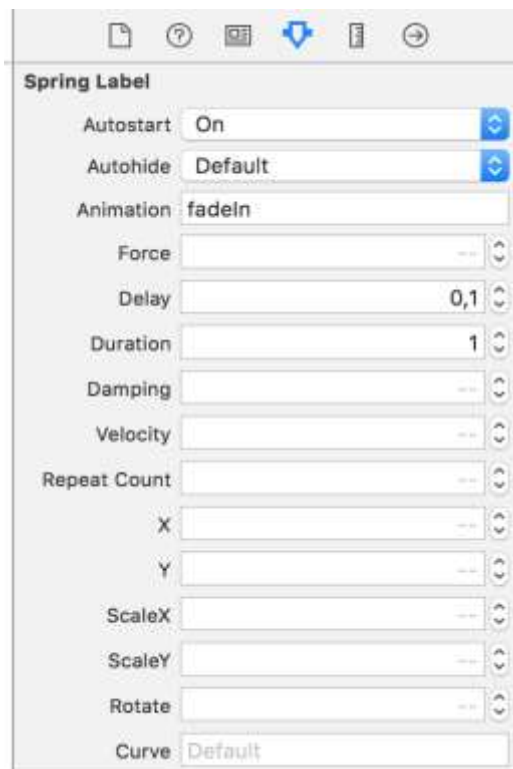 Spring Label
Autostart On
Autohide Default
Animation fadeIn
Force --
Delay 0,1
Duration 1
Damping --
Velocity --
Repeat Count --
X --
Y --
ScaleX --
ScaleY --
Rotate --
Curve Default